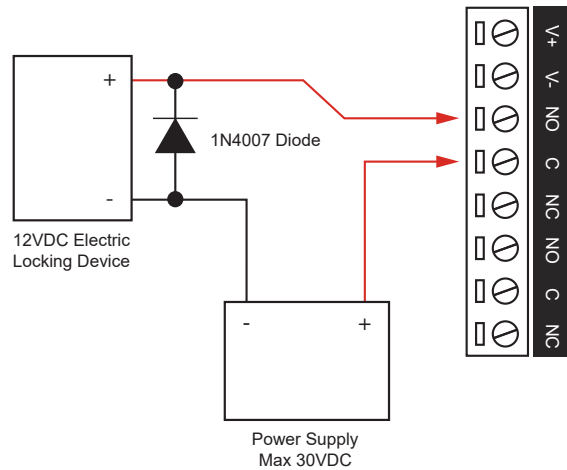 +
1N4007 Diode
-
12VDC Electric
Locking Device
- +
Power Supply
Max 30VDC
V+
V-
NO
C
NC
NO
C
NC